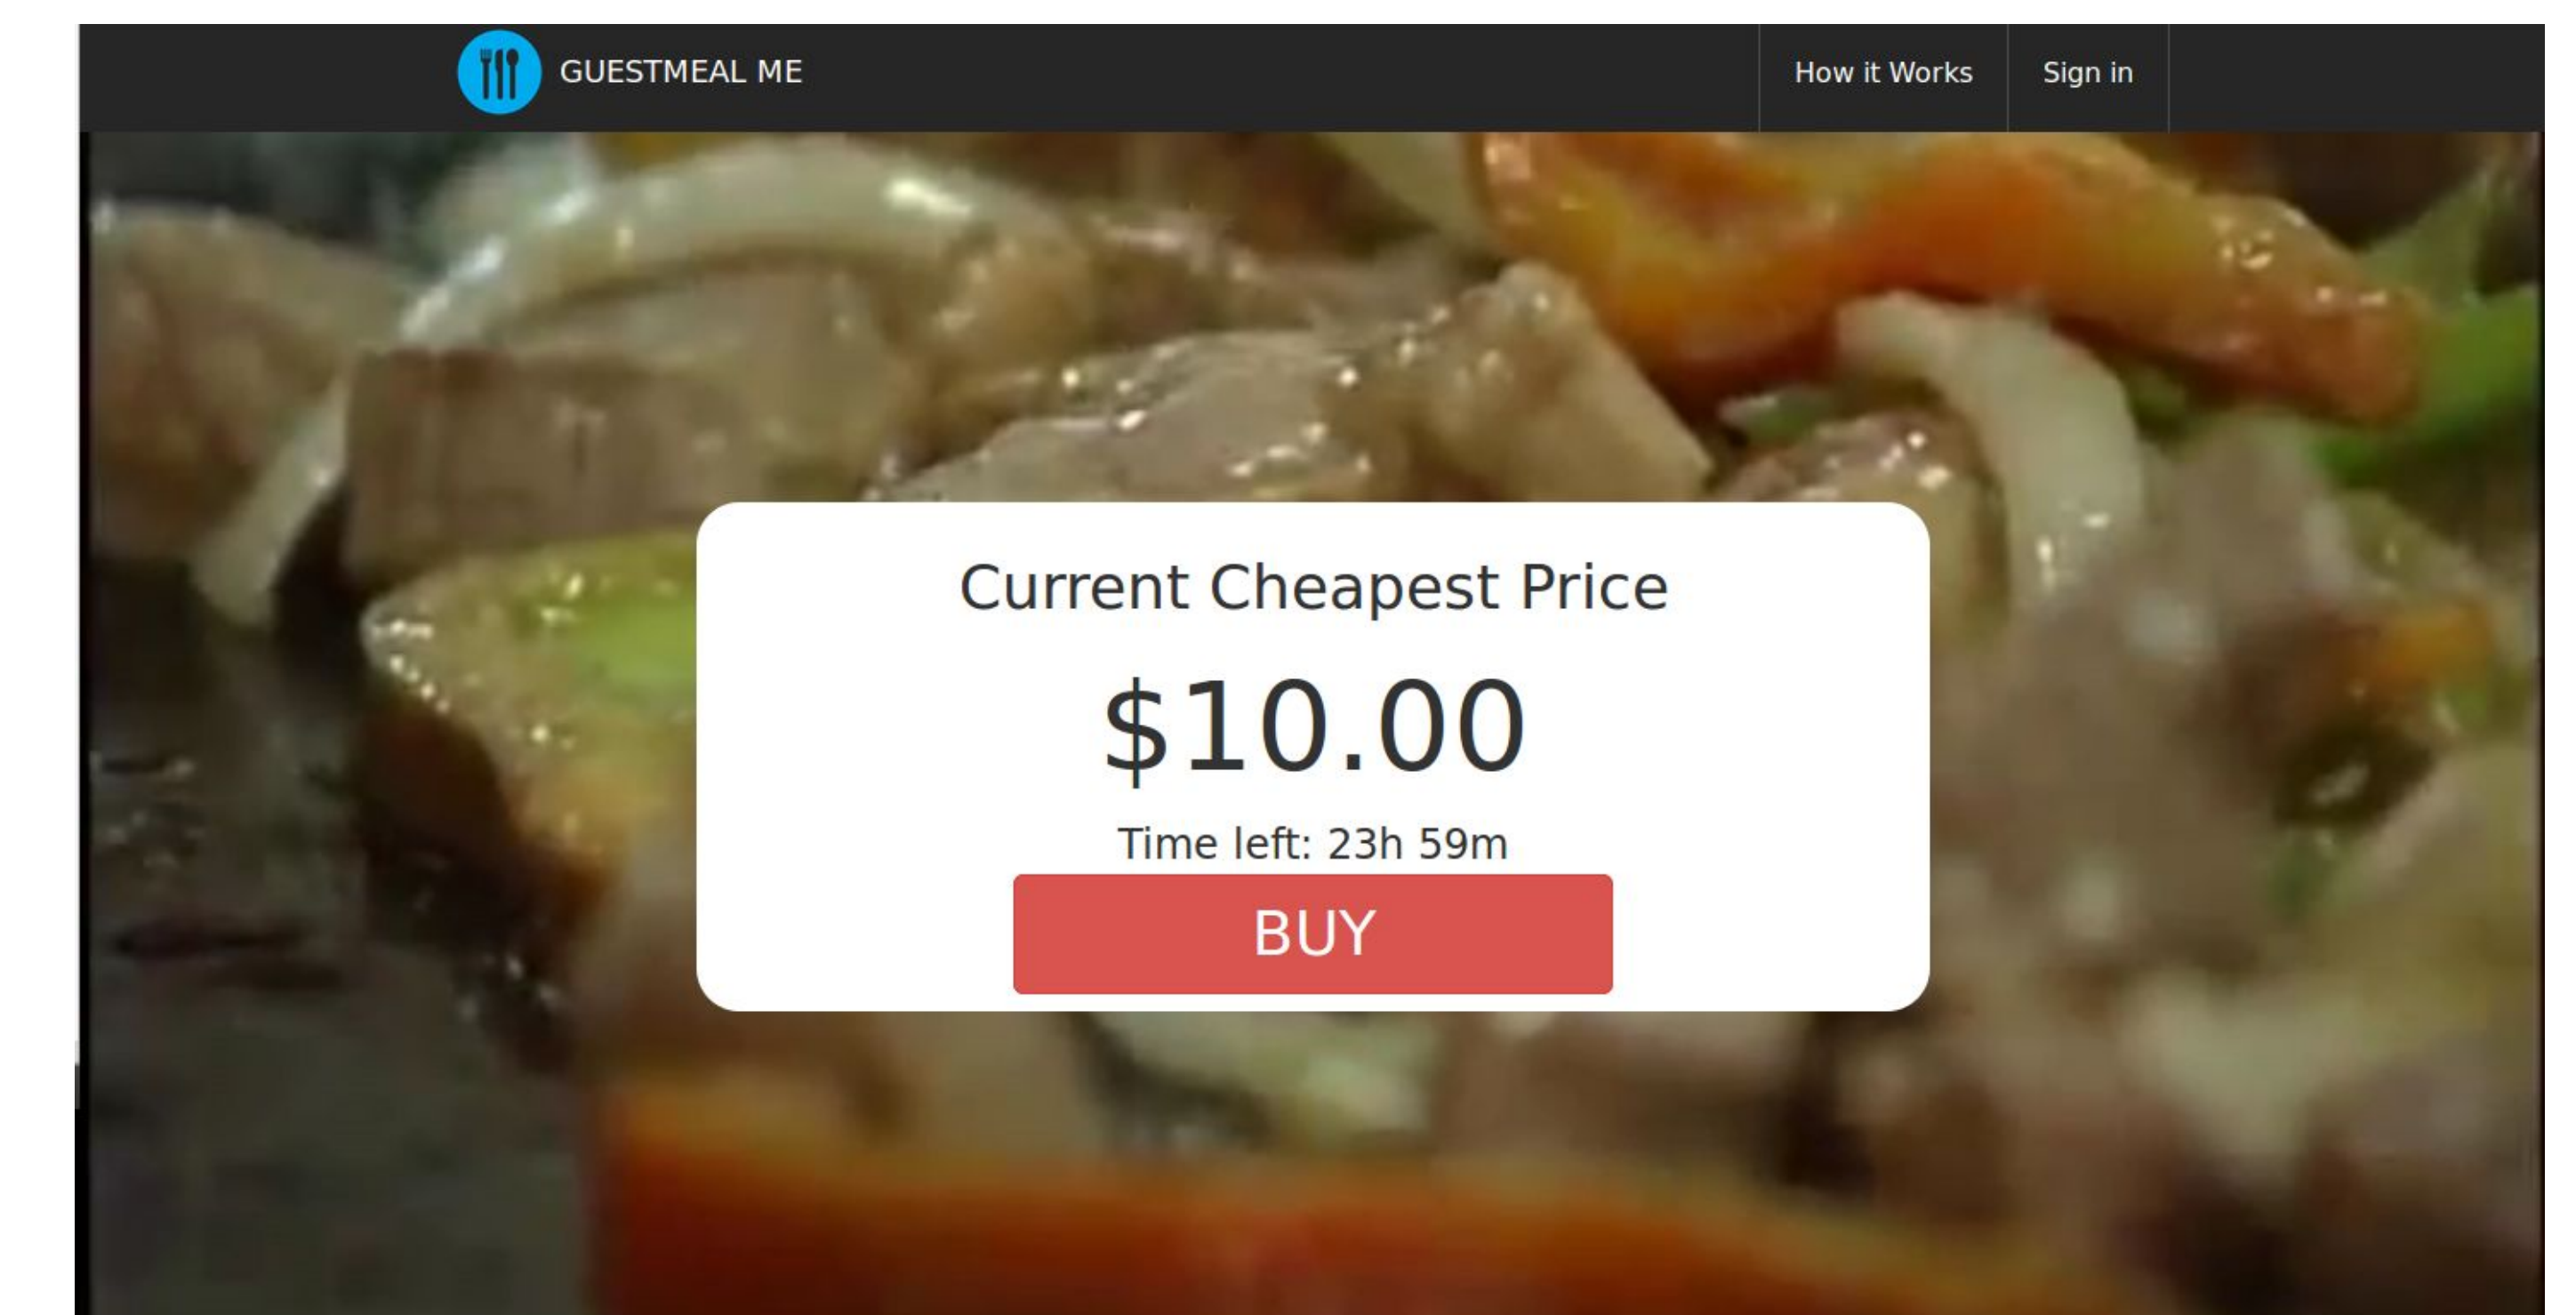 GUESTMEAL ME
How it Works
Sign in
Current Cheapest Price
$10.00
Time left: 23h 59m
BUY